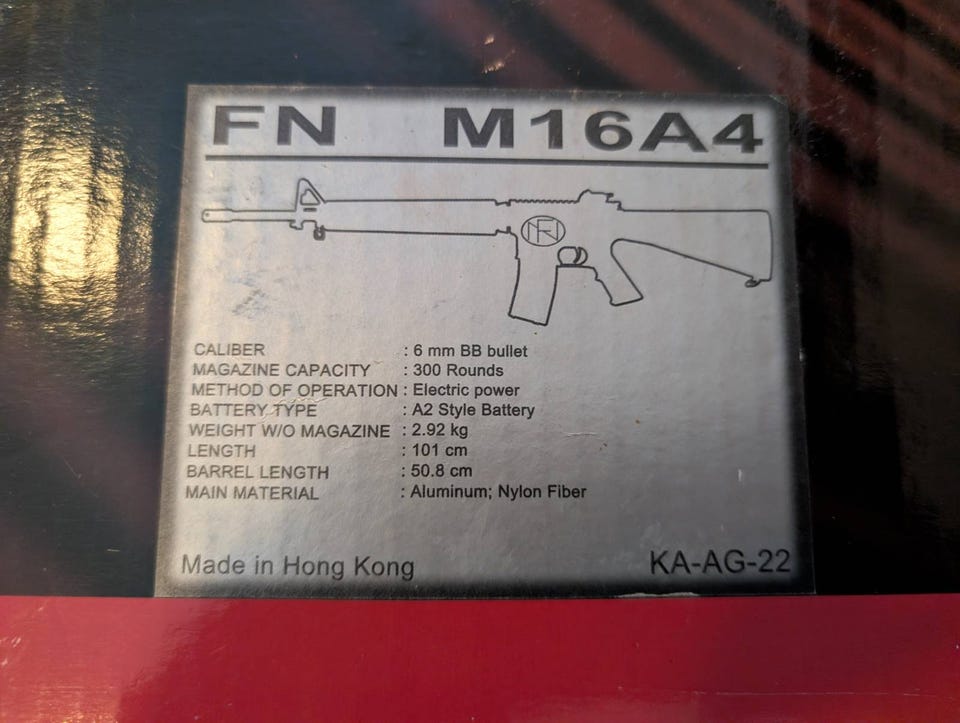 FN M16A4
FN
CALIBER : 6 mm BB bullet
MAGAZINE CAPACITY : 300 Rounds
METHOD OF OPERATION : Electric power
BATTERY TYPE : A2 Style Battery
WEIGHT W/O MAGAZINE : 2.92 kg
LENGTH : 101 cm
BARREL LENGTH : 50.8 cm
MAIN MATERIAL : Aluminum; Nylon Fiber
Made in Hong Kong KA-AG-22